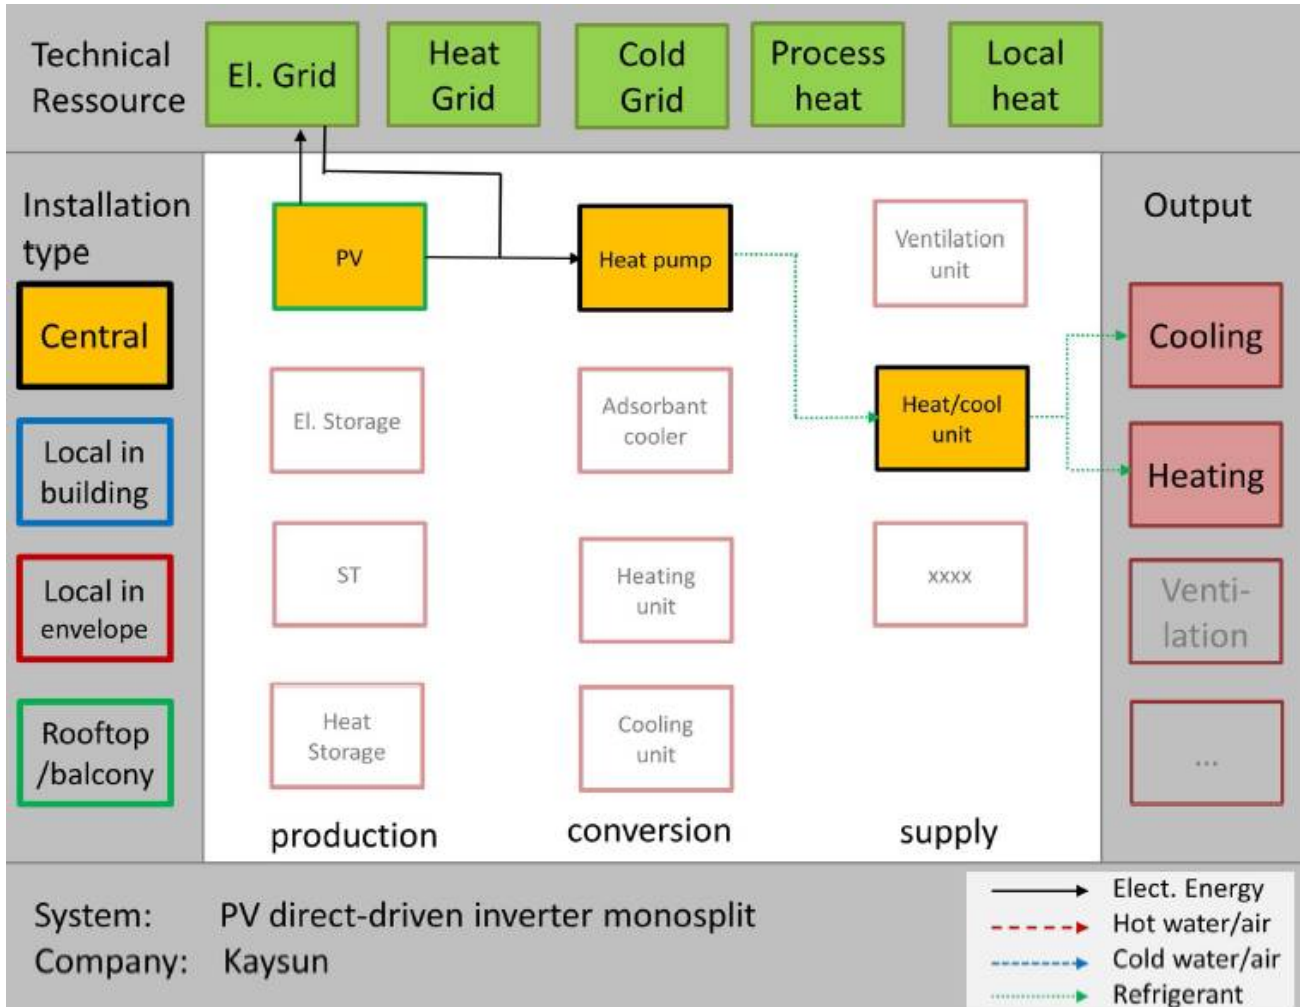 Technical
Ressource
El. Grid
Heat
Grid
Cold
Grid
Process
heat
Local
heat
Installation
type
Central
Local in
building
Local in
envelope
Rooftop
/balcony
PV
El. Storage
ST
Heat
Storage
production
Heat pump
Adsorbant
cooler
Heating
unit
Cooling
unit
conversion
Ventilation
unit
Heat/cool
unit
xxxx
supply
Output
Cooling
Heating
Venti-
lation
...
System: PV direct-driven inverter monosplit
Company: Kaysun
Elect. Energy
Hot water/air
Cold water/air
Refrigerant